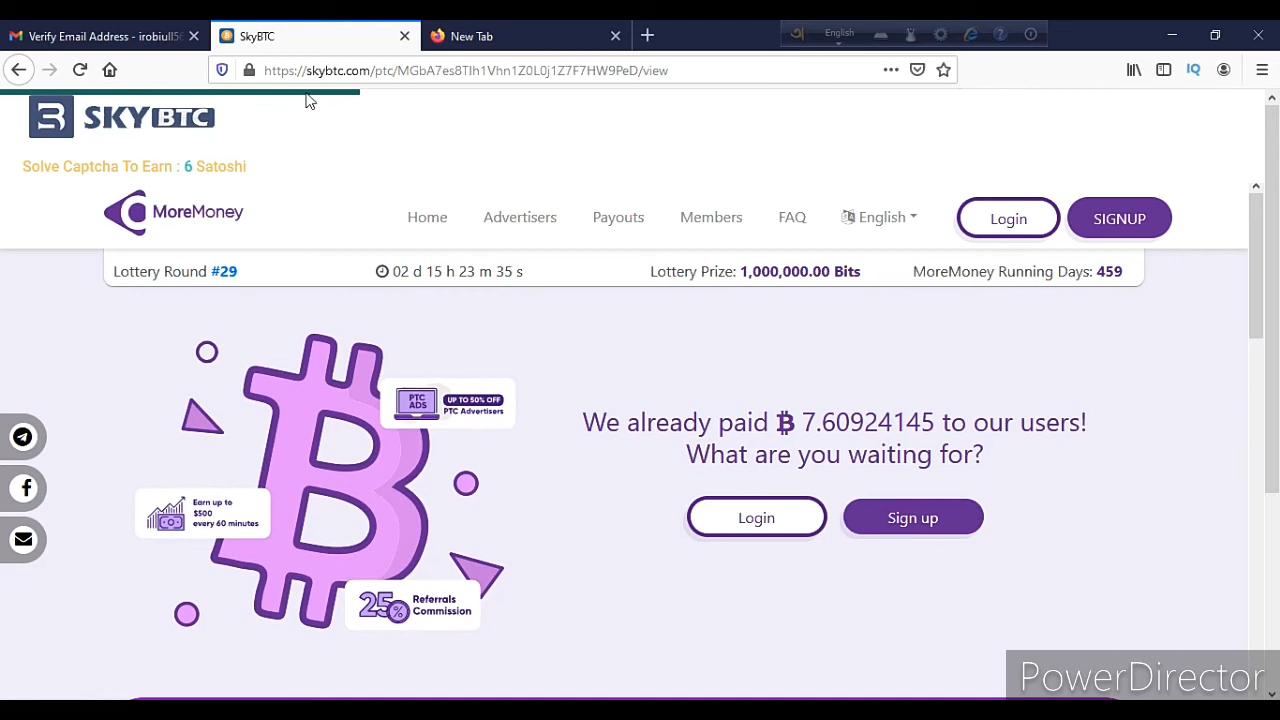 Verify Email Address - irobiull5
SkyBTC
New Tab
English
https://skybtc.com/ptc/MGbA7es8TIh1Vhn1Z0L0j1Z7F7HW9PeD/view
IQ
SKYBTC
Solve Captcha To Earn : 6 Satoshi
MoreMoney
Home
Advertisers
Payouts
Members
FAQ
English
Login
SIGNUP
Lottery Round #29
02 d 15 h 23 m 35 s
Lottery Prize: 1,000,000.00 Bits
MoreMoney Running Days: 459
PTC
ADS
UP TO 50% OFF
PTC Advertisers
Earn up to
$500
every 60 minutes
25%
Referrals
Commission
We already paid ₿ 7.60924145 to our users!
What are you waiting for?
Login
Sign up
PowerDirector